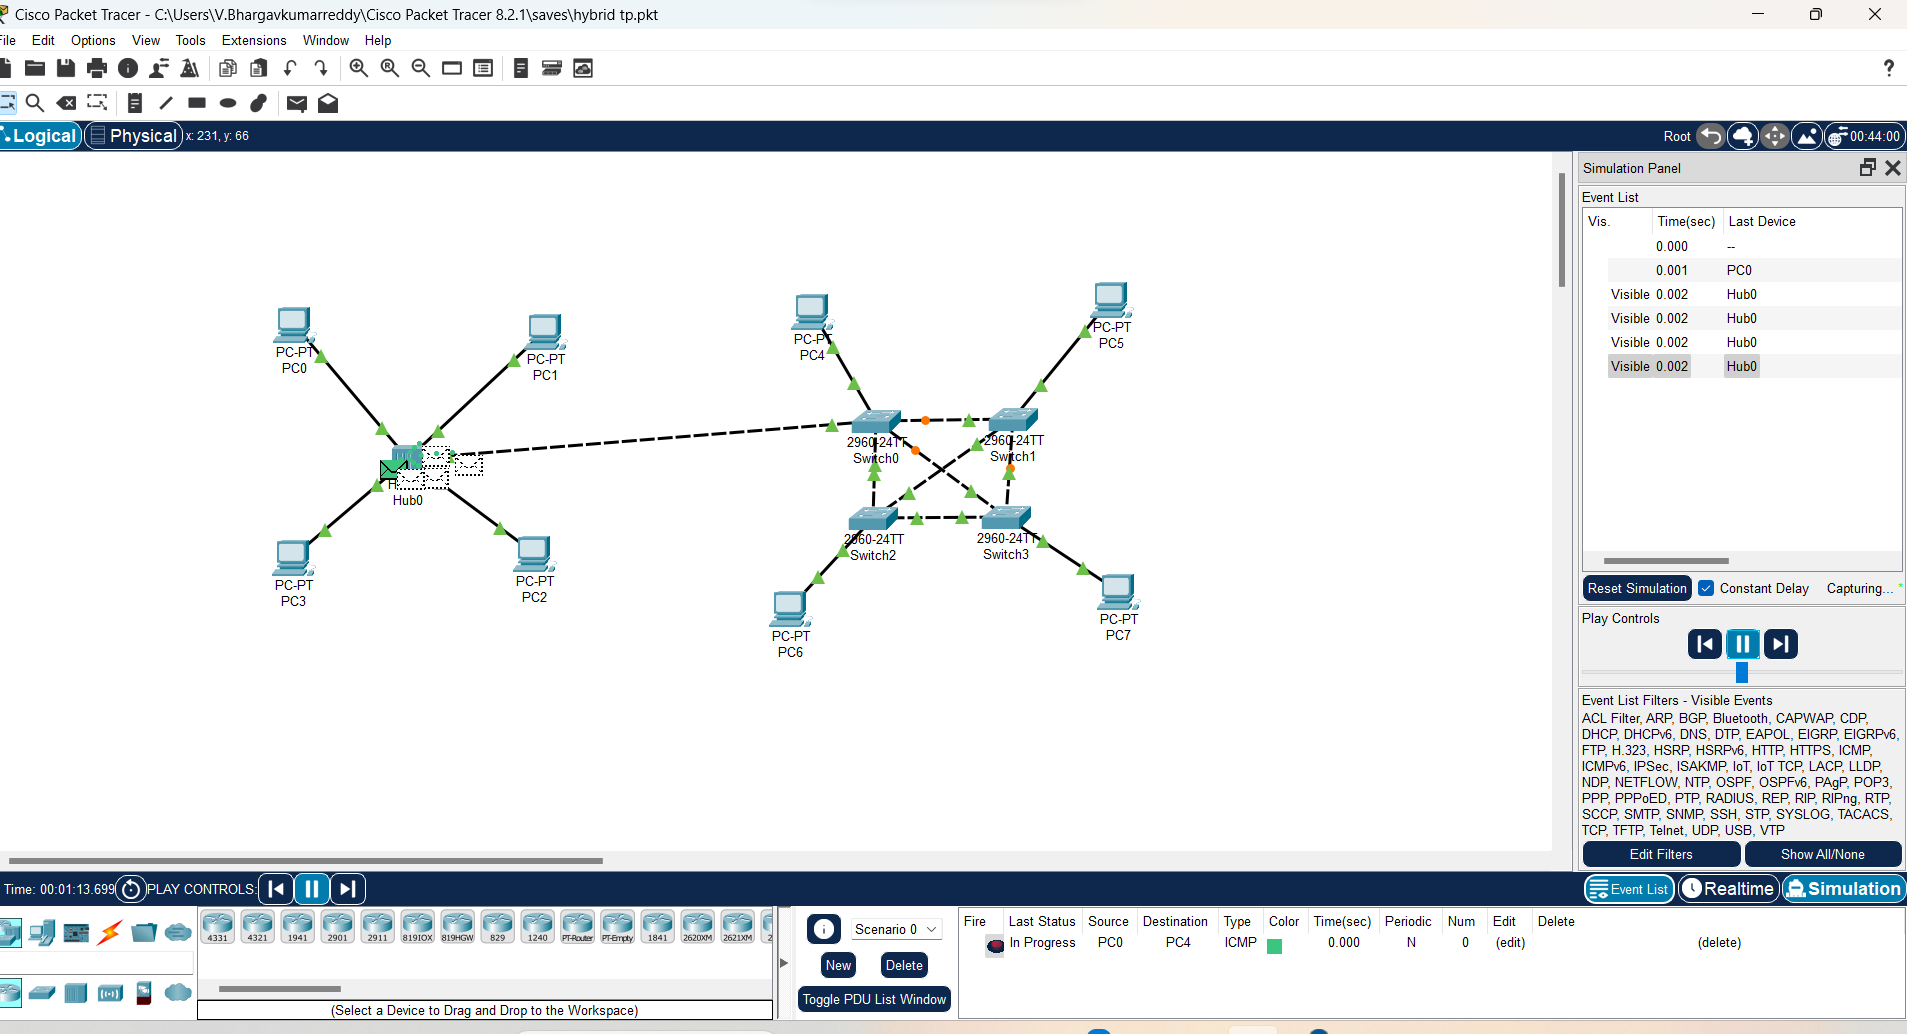 Cisco Packet Tracer - C:\Users\V.Bhargavkumarreddy\Cisco Packet Tracer 8.2.1\saves\hybrid tp.pkt
File Edit Options View Tools Extensions Window Help
Logical Physical x: 231, y: 66 Root 00:44:00
Simulation Panel
Event List
Vis. Time(sec) Last Device
0.000 --
0.001 PC0
Visible 0.002 Hub0
Visible 0.002 Hub0
Visible 0.002 Hub0
Visible 0.002 Hub0
PC-PT
PC0
PC-PT
PC1
PC-PT
PC4
PC-PT
PC5
2960-24TT
Switch0
2960-24TT
Switch1
Hub0
2960-24TT
Switch2
2960-24TT
Switch3
PC-PT
PC3
PC-PT
PC2
PC-PT
PC6
PC-PT
PC7
Reset Simulation Constant Delay Capturing... *
Play Controls
Event List Filters - Visible Events
ACL Filter, ARP, BGP, Bluetooth, CAPWAP, CDP,
DHCP, DHCPv6, DNS, DTP, EAPOL, EIGRP, EIGRPv6,
FTP, H.323, HSRP, HSRPv6, HTTP, HTTPS, ICMP,
ICMPv6, IPSec, ISAKMP, IoT, IoT TCP, LACP, LLDP,
NDP, NETFLOW, NTP, OSPF, OSPFv6, PAgP, POP3,
PPP, PPPoED, PTP, RADIUS, REP, RIP, RIPng, RTP,
SCCP, SMTP, SNMP, SSH, STP, SYSLOG, TACACS,
TCP, TFTP, Telnet, UDP, USB, VTP
Edit Filters Show All/None
Time: 00:01:13.699 PLAY CONTROLS: Event List Realtime Simulation
4331 4321 1941 2901 2911 819IOX 819HGW 829 1240 PT-Router PT-Empty 1841 2620XM 2621XM 2
(Select a Device to Drag and Drop to the Workspace)
Scenario 0
New Delete
Toggle PDU List Window
Fire Last Status Source Destination Type Color Time(sec) Periodic Num Edit Delete
In Progress PC0 PC4 ICMP 0.000 N 0 (edit) (delete)